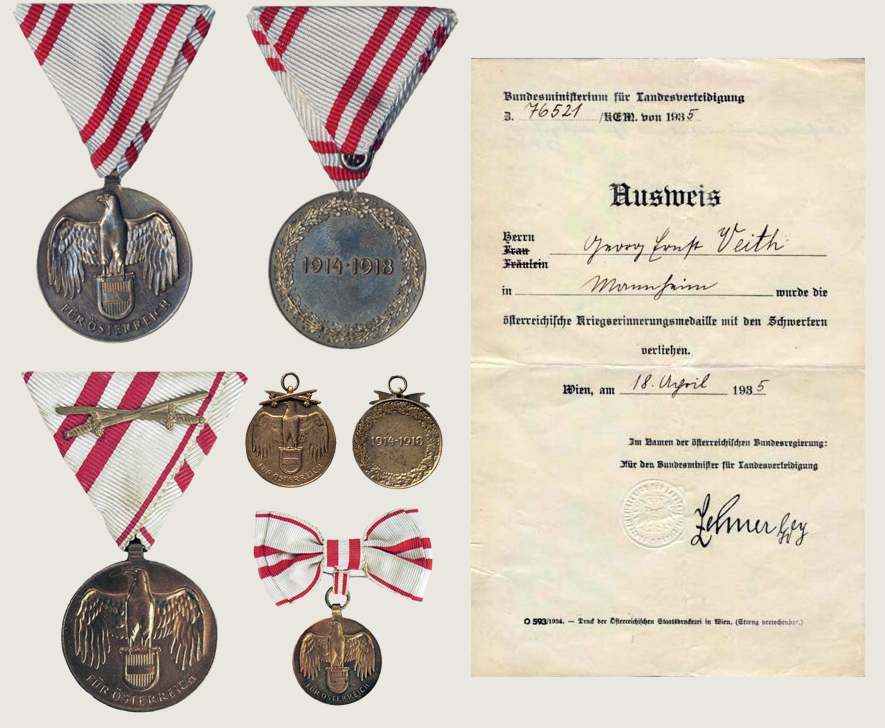 FÜR ÖSTERREICH
1914·1918
FÜR ÖSTERREICH
1914-1918
FÜR ÖSTERREICH
FÜR ÖSTERREICH
Bundesministerium für Landesverteidigung
Z. 76521 /KEM. von 1935
Ausweis
Herrn
Frau
Fräulein
Georg Ernst Veith
in Mannheim wurde die
österreichische Kriegserinnerungsmedaille mit den Schwertern
verliehen.
Wien, am 18. April 1935
Im Namen der österreichischen Bundesregierung:
Für den Bundesminister für Landesverteidigung
O 593/1934. — Druck der Österreichischen Staatsdruckerei in Wien. (Streng verrechenbar.)